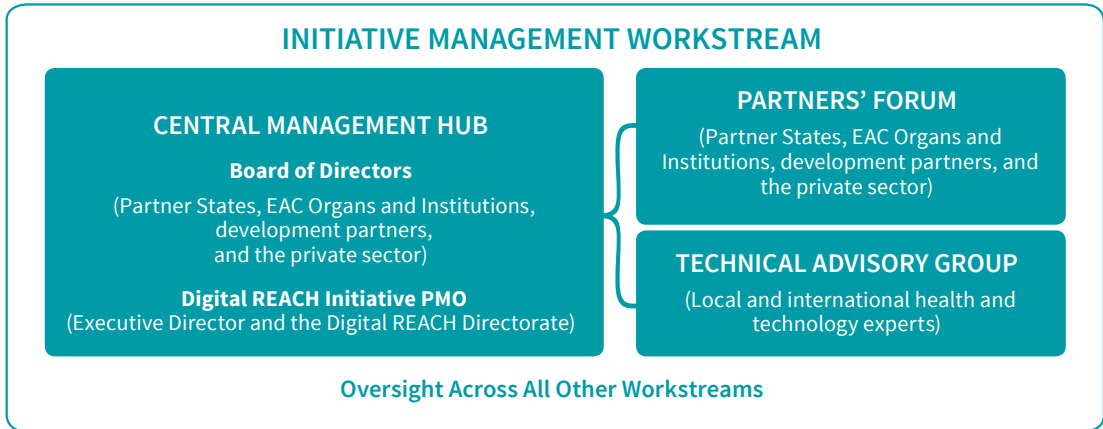 INITIATIVE MANAGEMENT WORKSTREAM
CENTRAL MANAGEMENT HUB
Board of Directors
(Partner States, EAC Organs and Institutions,
development partners,
and the private sector)
Digital REACH Initiative PMO
(Executive Director and the Digital REACH Directorate)
PARTNERS’ FORUM
(Partner States, EAC Organs and
Institutions, development partners, and
the private sector)
TECHNICAL ADVISORY GROUP
(Local and international health and
technology experts)
Oversight Across All Other Workstreams